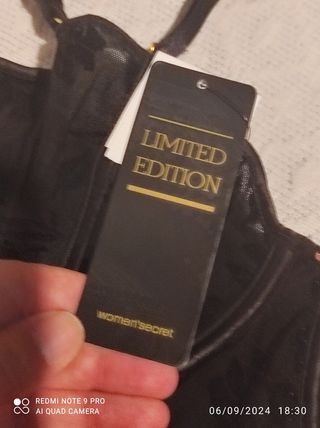 LIMITED
EDITION
women'secret
REDMI NOTE 9 PRO
AI QUAD CAMERA
06/09/2024 18:30